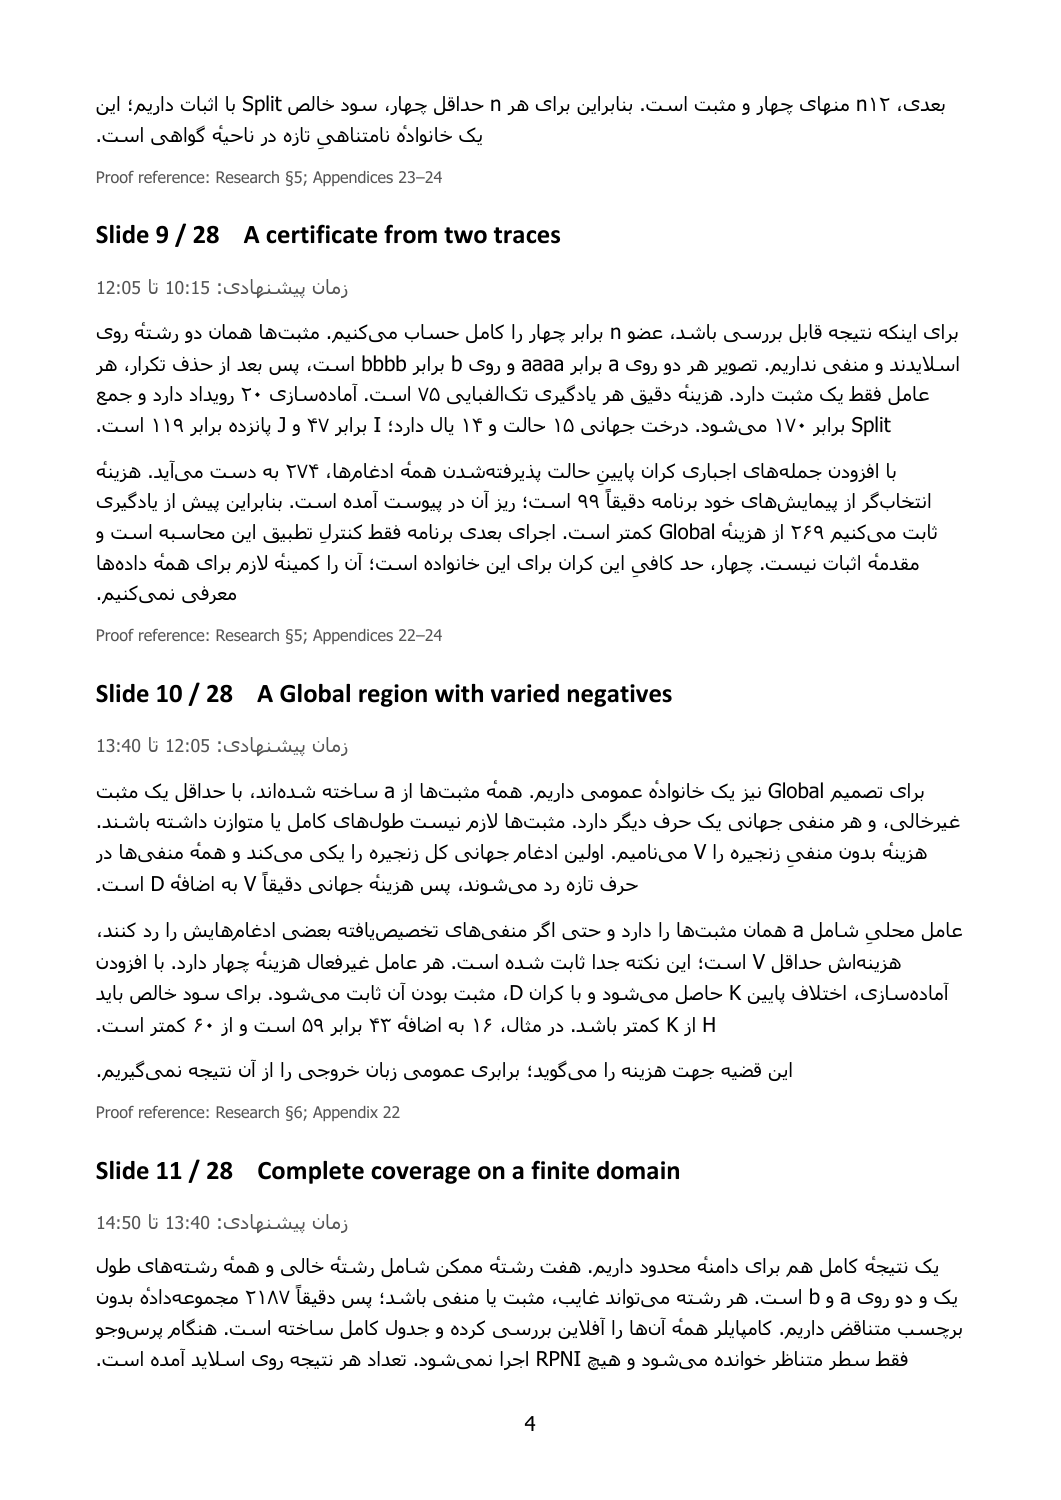 بعدی، n۱۲ منهای چهار و مثبت است. بنابراین برای هر n حداقل چهار، سود خالص Split با اثبات داریم؛ این
یک خانوادهٔ نامتناهیِ تازه در ناحیهٔ گواهی است.
Proof reference: Research §5; Appendices 23–24
Slide 9 / 28 A certificate from two traces
زمان پیشنهادی: 10:15 تا 12:05
برای اینکه نتیجه قابل بررسی باشد، عضو n برابر چهار را کامل حساب می‌کنیم. مثبت‌ها همان دو رشتهٔ روی
اسلایدند و منفی نداریم. تصویر هر دو روی a برابر aaaa و روی b برابر bbbb است، پس بعد از حذف تکرار، هر
عامل فقط یک مثبت دارد. هزینهٔ دقیق هر یادگیری تک‌الفبایی ۷۵ است. آماده‌سازی ۲۰ رویداد دارد و جمع
Split برابر ۱۷۰ می‌شود. درخت جهانی ۱۵ حالت و ۱۴ یال دارد؛ I برابر ۴۷ و J پانزده برابر ۱۱۹ است.
با افزودن جمله‌های اجباری کران پایینِ حالت پذیرفته‌شدن همهٔ ادغام‌ها، ۲۷۴ به دست می‌آید. هزینهٔ
انتخاب‌گر از پیمایش‌های خود برنامه دقیقاً ۹۹ است؛ ریز آن در پیوست آمده است. بنابراین پیش از یادگیری
ثابت می‌کنیم ۲۶۹ از هزینهٔ Global کمتر است. اجرای بعدی برنامه فقط کنترلِ تطبیق این محاسبه است و
مقدمهٔ اثبات نیست. چهار، حد کافیِ این کران برای این خانواده است؛ آن را کمینهٔ لازم برای همهٔ داده‌ها
معرفی نمی‌کنیم.
Proof reference: Research §5; Appendices 22–24
Slide 10 / 28 A Global region with varied negatives
زمان پیشنهادی: 12:05 تا 13:40
برای تصمیم Global نیز یک خانوادهٔ عمومی داریم. همهٔ مثبت‌ها از a ساخته شده‌اند، با حداقل یک مثبت
غیرخالی، و هر منفی جهانی یک حرف دیگر دارد. مثبت‌ها لازم نیست طول‌های کامل یا متوازن داشته باشند.
هزینهٔ بدون منفیِ زنجیره را V می‌نامیم. اولین ادغام جهانی کل زنجیره را یکی می‌کند و همهٔ منفی‌ها در
حرف تازه رد می‌شوند، پس هزینهٔ جهانی دقیقاً V به اضافهٔ D است.
عامل محلیِ شامل a همان مثبت‌ها را دارد و حتی اگر منفی‌های تخصیص‌یافته بعضی ادغام‌هایش را رد کنند،
هزینه‌اش حداقل V است؛ این نکته جدا ثابت شده است. هر عامل غیرفعال هزینهٔ چهار دارد. با افزودن
آماده‌سازی، اختلاف پایین K حاصل می‌شود و با کران D، مثبت بودن آن ثابت می‌شود. برای سود خالص باید
H از K کمتر باشد. در مثال، ۱۶ به اضافهٔ ۴۳ برابر ۵۹ است و از ۶۰ کمتر است.
این قضیه جهت هزینه را می‌گوید؛ برابری عمومی زبان خروجی را از آن نتیجه نمی‌گیریم.
Proof reference: Research §6; Appendix 22
Slide 11 / 28 Complete coverage on a finite domain
زمان پیشنهادی: 13:40 تا 14:50
یک نتیجهٔ کامل هم برای دامنهٔ محدود داریم. هفت رشتهٔ ممکن شامل رشتهٔ خالی و همهٔ رشته‌های طول
یک و دو روی a و b است. هر رشته می‌تواند غایب، مثبت یا منفی باشد؛ پس دقیقاً ۲۱۸۷ مجموعه‌دادهٔ بدون
برچسب متناقض داریم. کامپایلر همهٔ آن‌ها را آفلاین بررسی کرده و جدول کامل ساخته است. هنگام پرس‌وجو
فقط سطر متناظر خوانده می‌شود و هیچ RPNI اجرا نمی‌شود. تعداد هر نتیجه روی اسلاید آمده است.
4